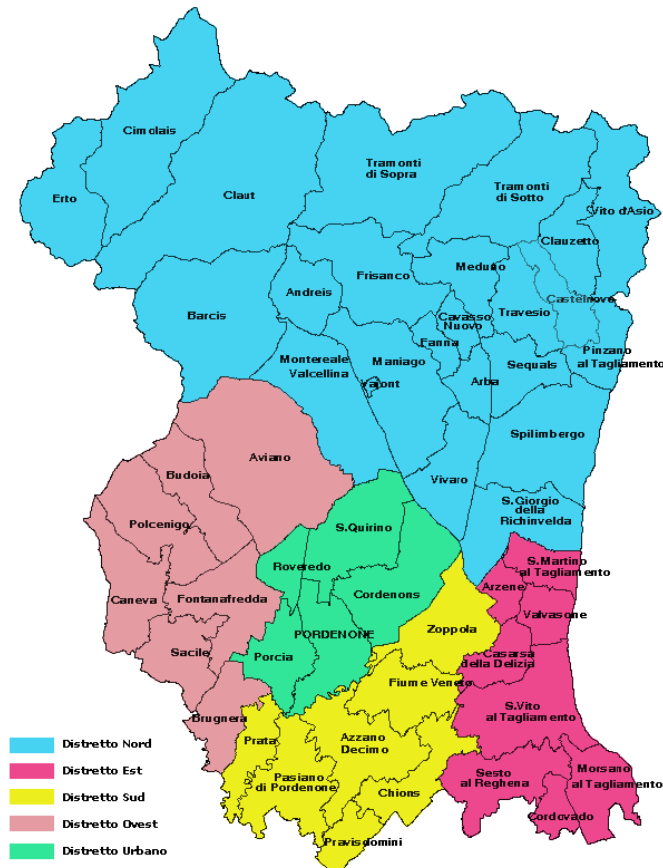 Cimolais
Erto
Claut
Tramonti
di Sopra
Tramonti
di Sotto
Vito d'Asio
Clauzetto
Frisanco
Meduno
Andreis
Barcis
Castelnovo
Travesio
Cavasso
Nuovo
Fanna
Montereale
Valcellina
Maniago
Vajont
Arba
Sequals
Pinzano
al Tagliamento
Spilimbergo
Aviano
Budoia
Vivaro
S.Giorgio
della
Richinvelda
Polcenigo
S.Quirino
Roveredo
Cordenons
S.Martino
al Tagliamento
Arzene
Valvasone
Caneva
Fontanafredda
PORDENONE
Zoppola
Sacile
Porcia
Casarsa
della Delizia
Fiume Veneto
Brugnera
S.Vito
al Tagliamento
Prata
Azzano
Decimo
Pasiano
di Pordenone
Chions
Sesto
al Reghena
Morsano
al Tagliamento
Cordovado
Pravisdomini
Distretto Nord
Distretto Est
Distretto Sud
Distretto Ovest
Distretto Urbano